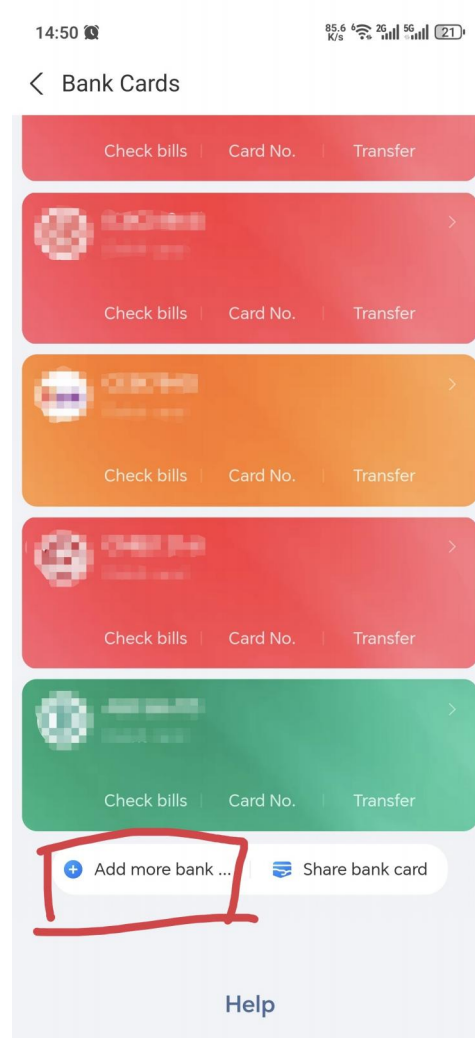 14:50 85.6 K/s 6 2G 5G 21
Bank Cards
Check bills Card No. Transfer
Check bills Card No. Transfer
Check bills Card No. Transfer
Check bills Card No. Transfer
Check bills Card No. Transfer
Add more bank ... Share bank card
Help